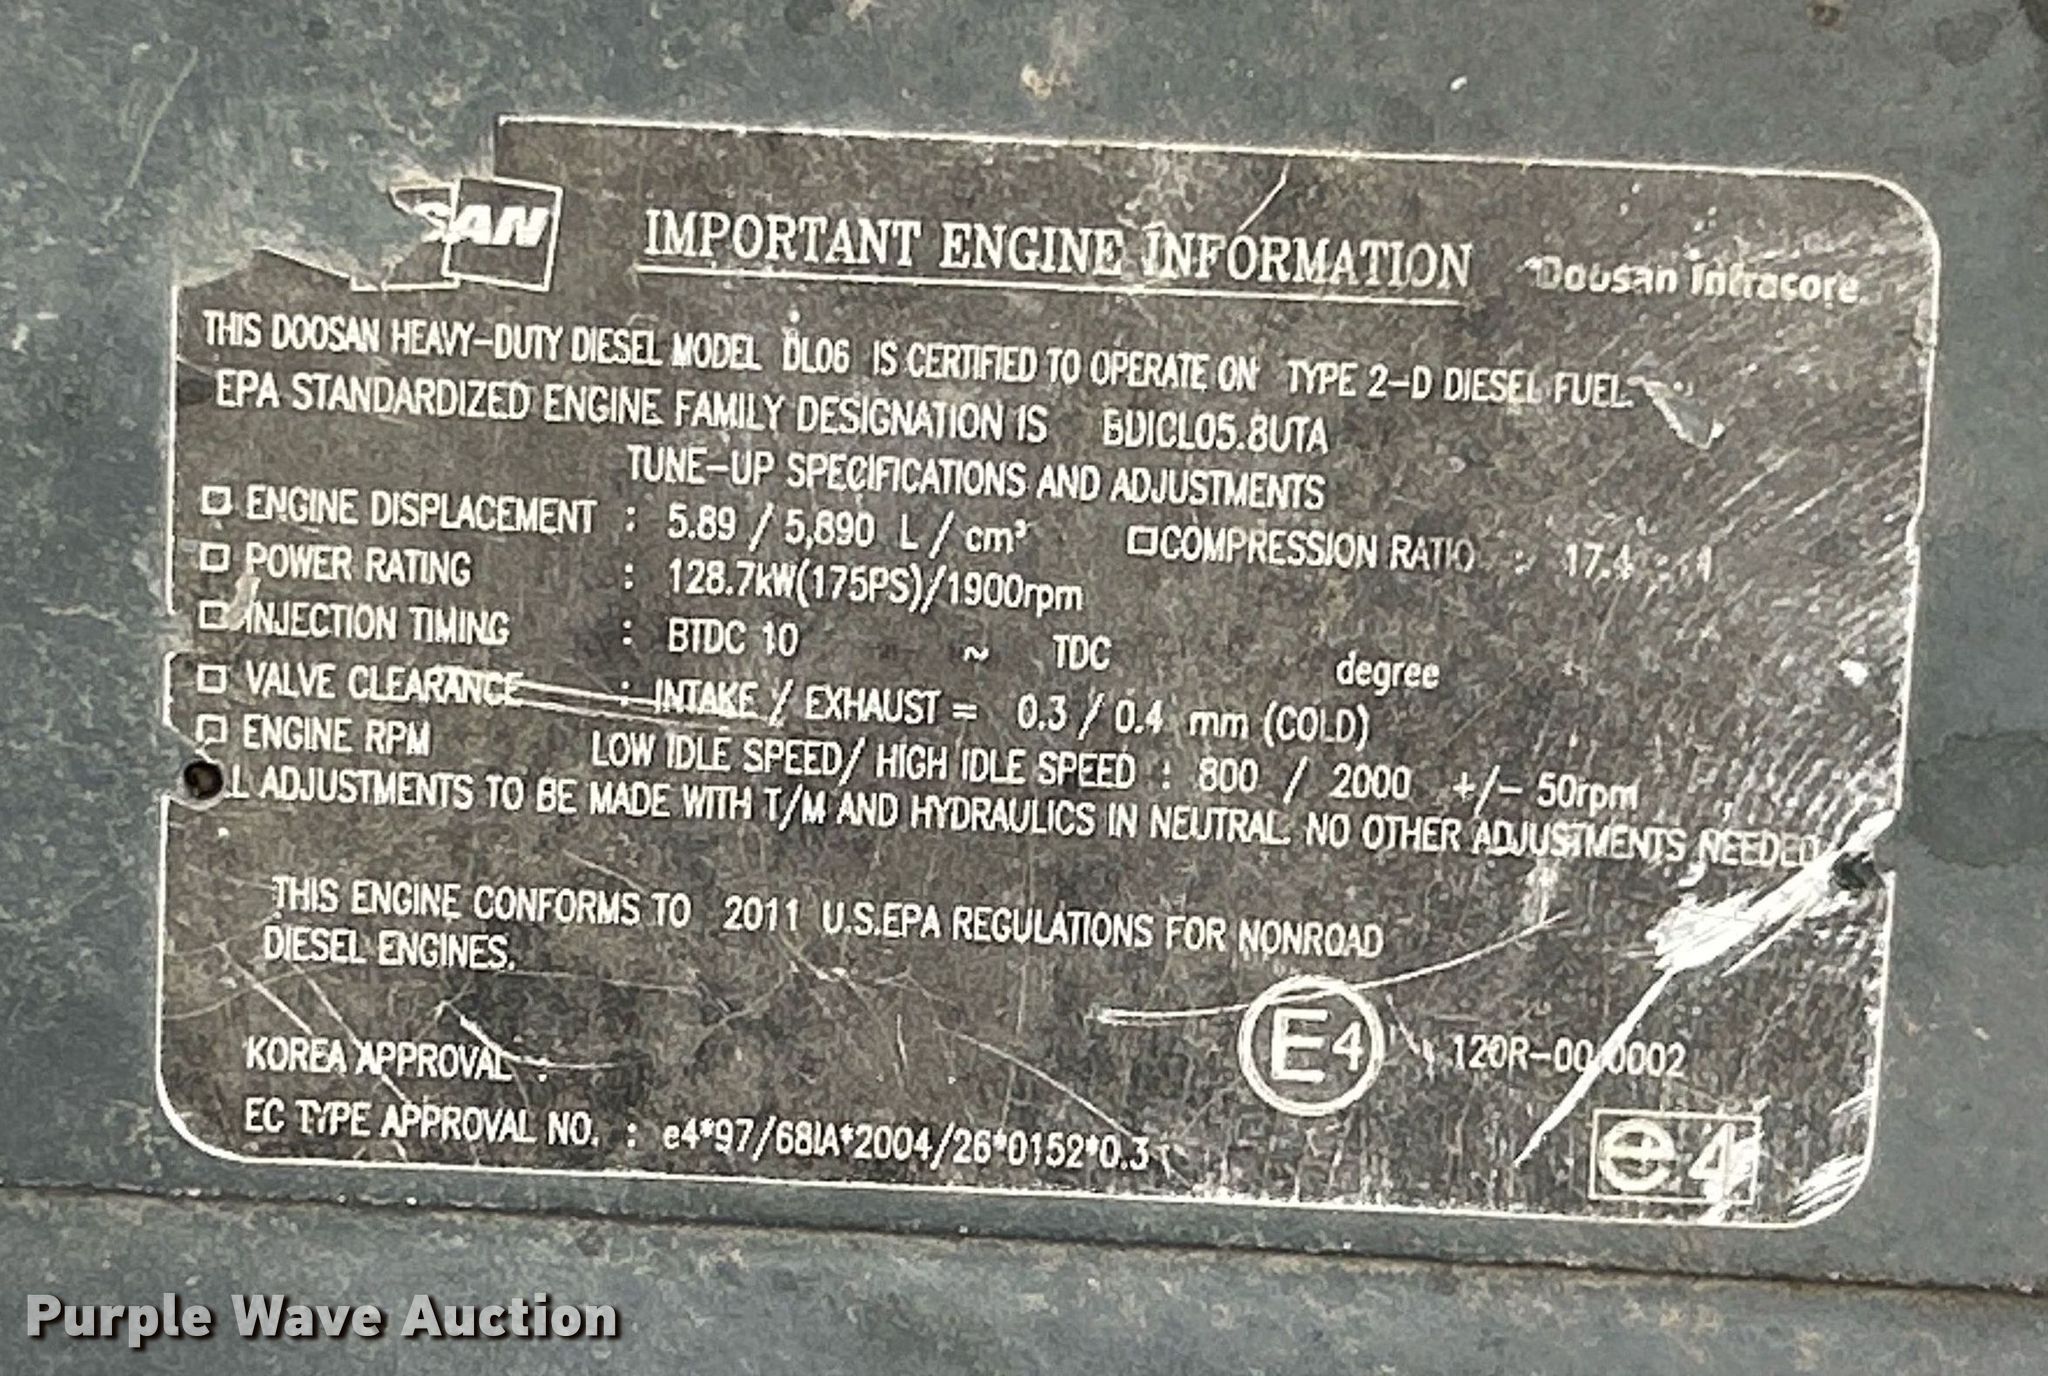 SAN
IMPORTANT ENGINE INFORMATION
Doosan Infracore
THIS DOOSAN HEAVY-DUTY DIESEL MODEL DL06 IS CERTIFIED TO OPERATE ON TYPE 2-D DIESEL FUEL.
EPA STANDARDIZED ENGINE FAMILY DESIGNATION IS BDICL05.8UTA
TUNE-UP SPECIFICATIONS AND ADJUSTMENTS
ENGINE DISPLACEMENT : 5.89 / 5,890 L / cm³ COMPRESSION RATIO : 17.4 : 1
POWER RATING : 128.7kW(175PS)/1900rpm
INJECTION TIMING : BTDC 10 ~ TDC degree
VALVE CLEARANCE : INTAKE / EXHAUST = 0.3 / 0.4 mm (COLD)
ENGINE RPM LOW IDLE SPEED/ HIGH IDLE SPEED : 800 / 2000 +/- 50rpm
LL ADJUSTMENTS TO BE MADE WITH T/M AND HYDRAULICS IN NEUTRAL. NO OTHER ADJUSTMENTS NEEDED
THIS ENGINE CONFORMS TO 2011 U.S.EPA REGULATIONS FOR NONROAD
DIESEL ENGINES.
E4 120R-00 0002
KOREA APPROVAL :
EC TYPE APPROVAL NO. : e4*97/68IA*2004/26*0152*0.3
e4
Purple Wave Auction